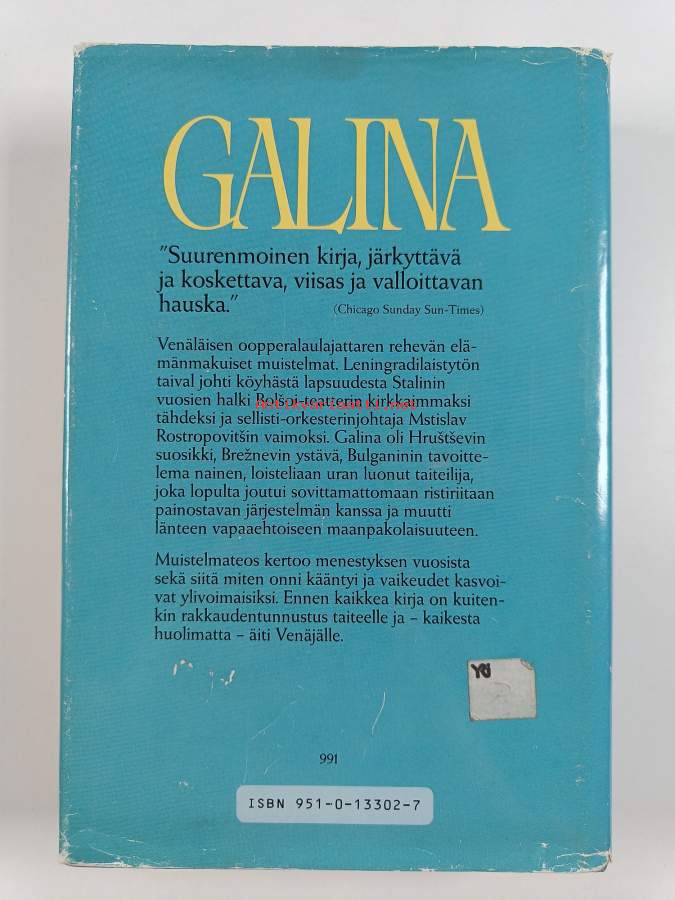 GALINA
"Suurenmoinen kirja, järkyttävä
ja koskettava, viisas ja valloittavan
hauska."
(Chicago Sunday Sun-Times)
Venäläisen oopperalaulajattaren rehevän elä-
mänmakuiset muistelmat. Leningradilaistytön
taival johti köyhästä lapsuudesta Stalinin
vuosien halki Bolšoi-teatterin kirkkaimmaksi
antikvariaatti.net
tähdeksi ja sellisti-orkesterinjohtaja Mstislav
Rostropovitšin vaimoksi. Galina oli Hruštševin
suosikki, Brežnevin ystävä, Bulganinin tavoitte-
lema nainen, loisteliaan uran luonut taiteilija,
joka lopulta joutui sovittamattomaan ristiriitaan
painostavan järjestelmän kanssa ja muutti
länteen vapaaehtoiseen maanpakolaisuuteen.
Muistelmateos kertoo menestyksen vuosista
sekä siitä miten onni kääntyi ja vaikeudet kasvoi-
vat ylivoimaisiksi. Ennen kaikkea kirja on kuiten-
kin rakkaudentunnustus taiteelle ja – kaikesta
huolimatta – äiti Venäjälle.
991
ISBN 951-0-13302-7